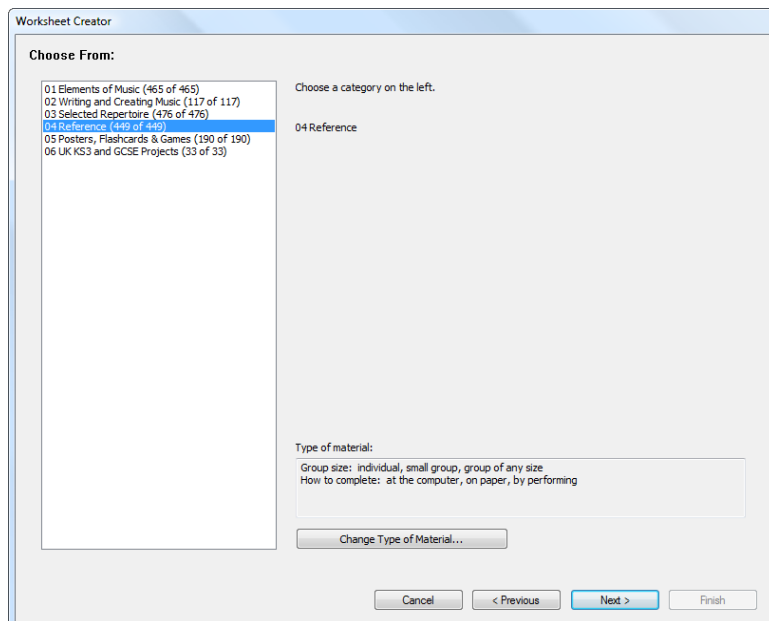 Worksheet Creator
Choose From:
01 Elements of Music (465 of 465)
02 Writing and Creating Music (117 of 117)
03 Selected Repertoire (476 of 476)
04 Reference (449 of 449)
05 Posters, Flashcards & Games (190 of 190)
06 UK KS3 and GCSE Projects (33 of 33)
Choose a category on the left.
04 Reference
Type of material:
Group size:  individual, small group, group of any size
How to complete:  at the computer, on paper, by performing
Change Type of Material...
Cancel
< Previous
Next >
Finish